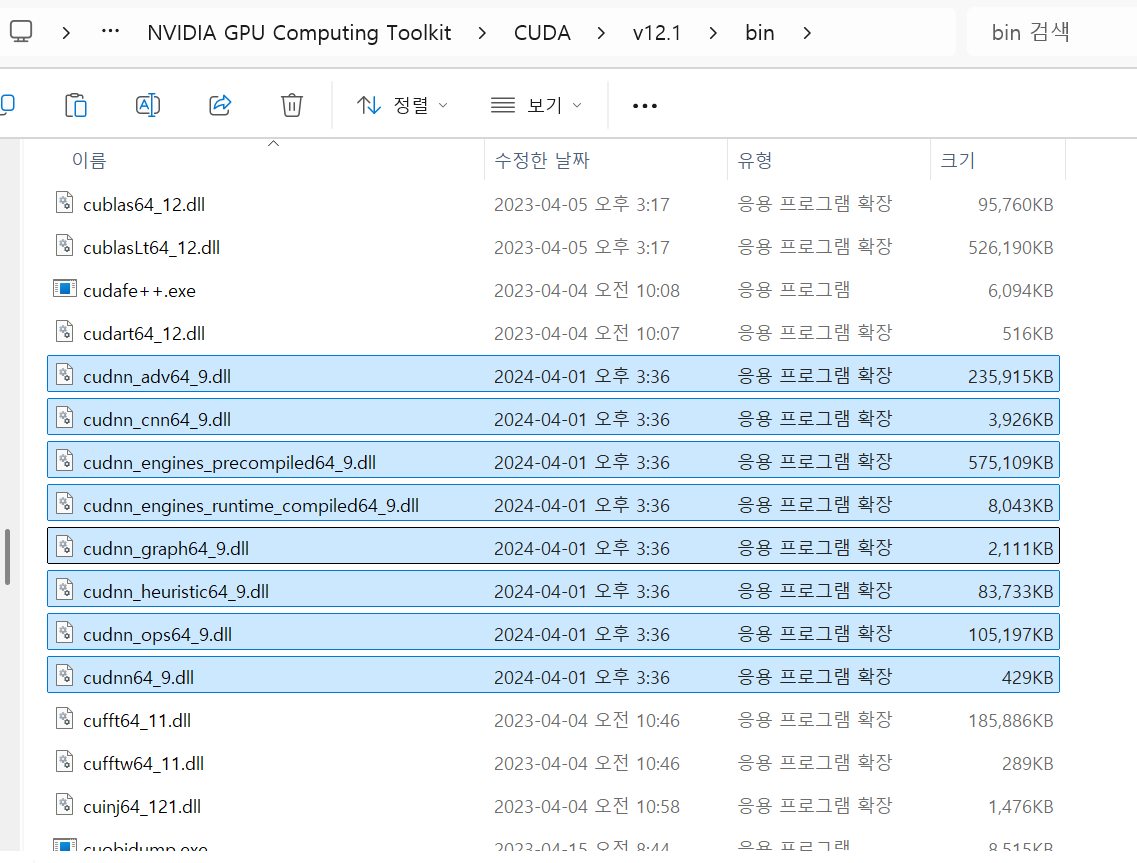 ··· NVIDIA GPU Computing Toolkit > CUDA > v12.1 > bin > bin 검색
정렬 보기 ···
이름 수정한 날짜 유형 크기
cublas64_12.dll 2023-04-05 오후 3:17 응용 프로그램 확장 95,760KB
cublasLt64_12.dll 2023-04-05 오후 3:17 응용 프로그램 확장 526,190KB
cudafe++.exe 2023-04-04 오전 10:08 응용 프로그램 6,094KB
cudart64_12.dll 2023-04-04 오전 10:07 응용 프로그램 확장 516KB
cudnn_adv64_9.dll 2024-04-01 오후 3:36 응용 프로그램 확장 235,915KB
cudnn_cnn64_9.dll 2024-04-01 오후 3:36 응용 프로그램 확장 3,926KB
cudnn_engines_precompiled64_9.dll 2024-04-01 오후 3:36 응용 프로그램 확장 575,109KB
cudnn_engines_runtime_compiled64_9.dll 2024-04-01 오후 3:36 응용 프로그램 확장 8,043KB
cudnn_graph64_9.dll 2024-04-01 오후 3:36 응용 프로그램 확장 2,111KB
cudnn_heuristic64_9.dll 2024-04-01 오후 3:36 응용 프로그램 확장 83,733KB
cudnn_ops64_9.dll 2024-04-01 오후 3:36 응용 프로그램 확장 105,197KB
cudnn64_9.dll 2024-04-01 오후 3:36 응용 프로그램 확장 429KB
cufft64_11.dll 2023-04-04 오전 10:46 응용 프로그램 확장 185,886KB
cufftw64_11.dll 2023-04-04 오전 10:46 응용 프로그램 확장 289KB
cuinj64_121.dll 2023-04-04 오전 10:58 응용 프로그램 확장 1,476KB
cuobjdump.exe 2023-04-15 오전 8:44 응용 프로그램 8,515KB